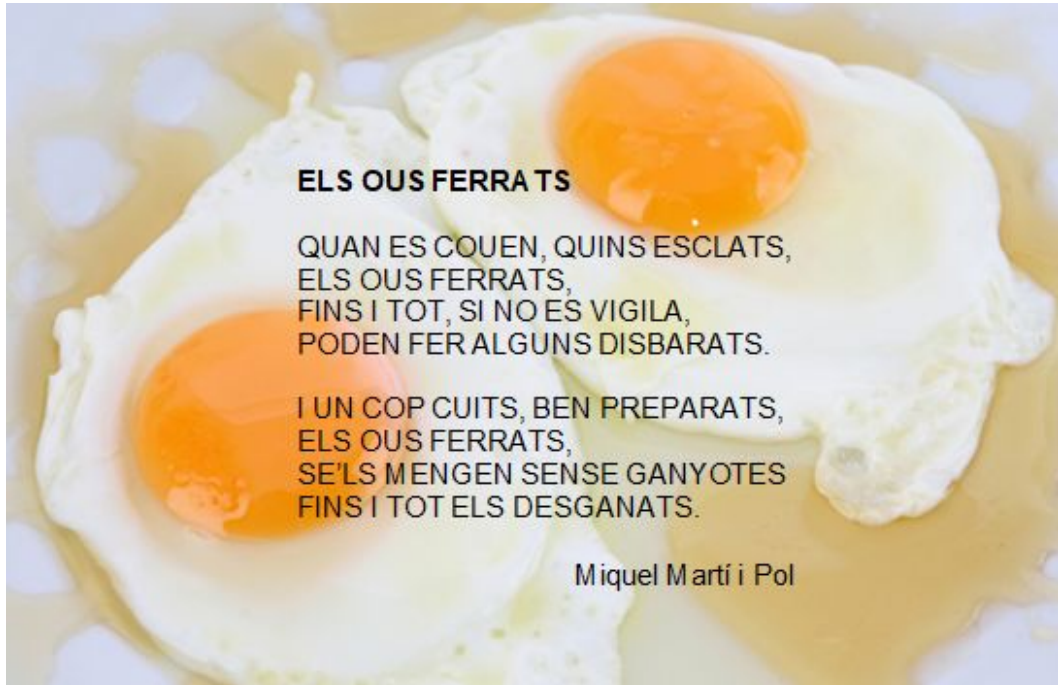 ELS OUS FERRATS
QUAN ES COUEN, QUINS ESCLATS,
ELS OUS FERRATS,
FINS I TOT, SI NO ES VIGILA,
PODEN FER ALGUNS DISBARATS.
I UN COP CUITS, BEN PREPARATS,
ELS OUS FERRATS,
SE'LS MENGEN SENSE GANYOTES
FINS I TOT ELS DESGANATS.
Miquel Martí i Pol